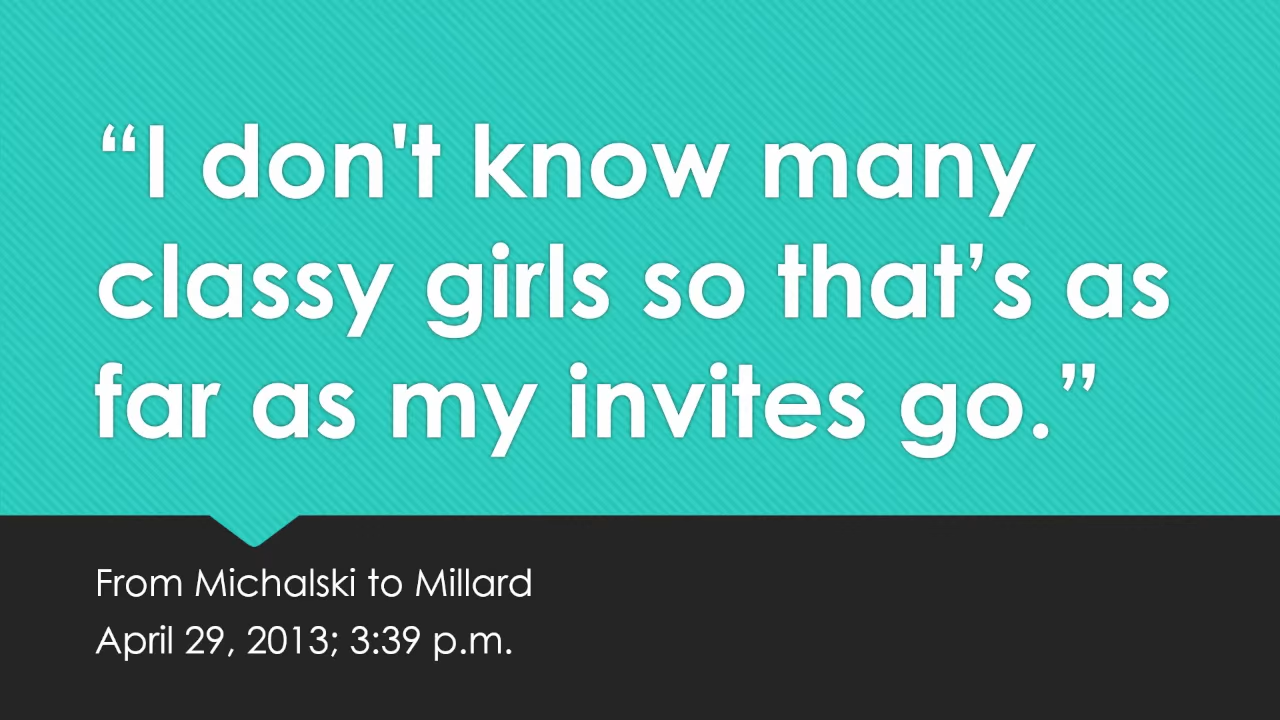 “I don't know many
classy girls so that’s as
far as my invites go.”
From Michalski to Millard
April 29, 2013; 3:39 p.m.